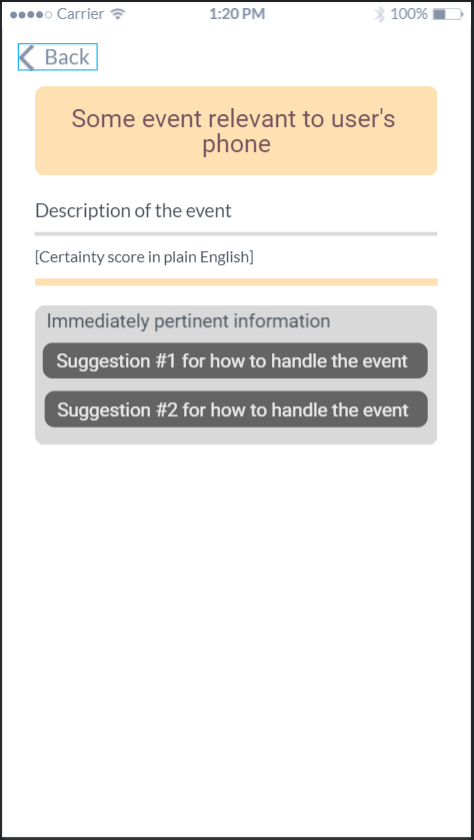 Carrier 1:20 PM 100%
Back
Some event relevant to user's
phone
Description of the event
[Certainty score in plain English]
Immediately pertinent information
Suggestion #1 for how to handle the event
Suggestion #2 for how to handle the event